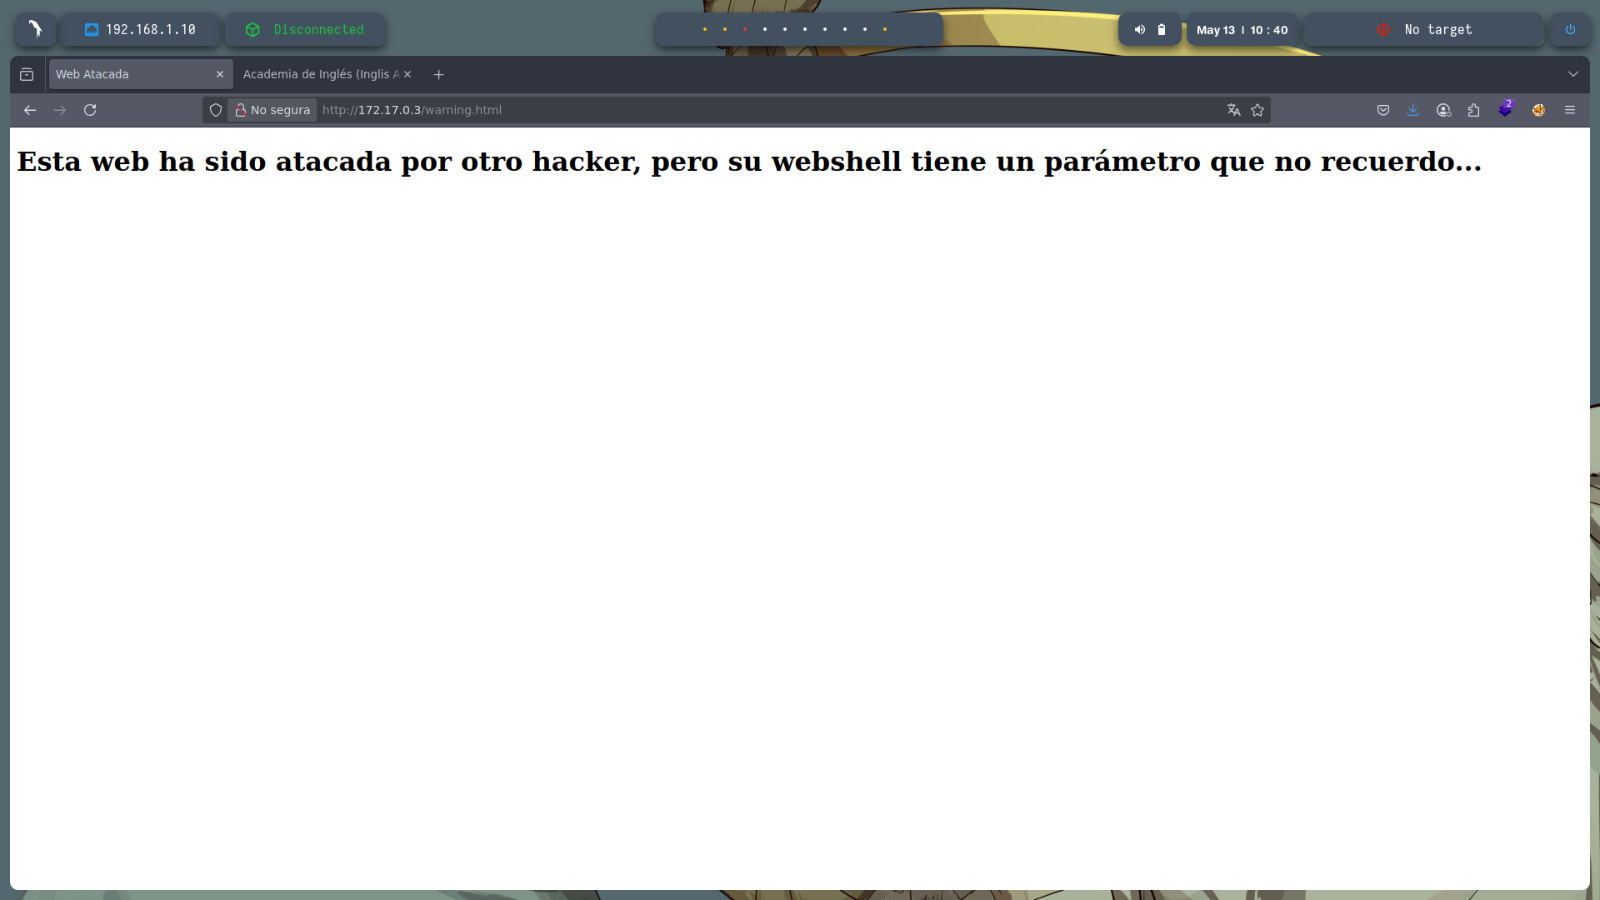 192.168.1.10
Disconnected
May 13 | 10 : 40
No target
Web Atacada
Academia de Inglés (Inglis A
No segura
http://172.17.0.3/warning.html
2
Esta web ha sido atacada por otro hacker, pero su webshell tiene un parámetro que no recuerdo...